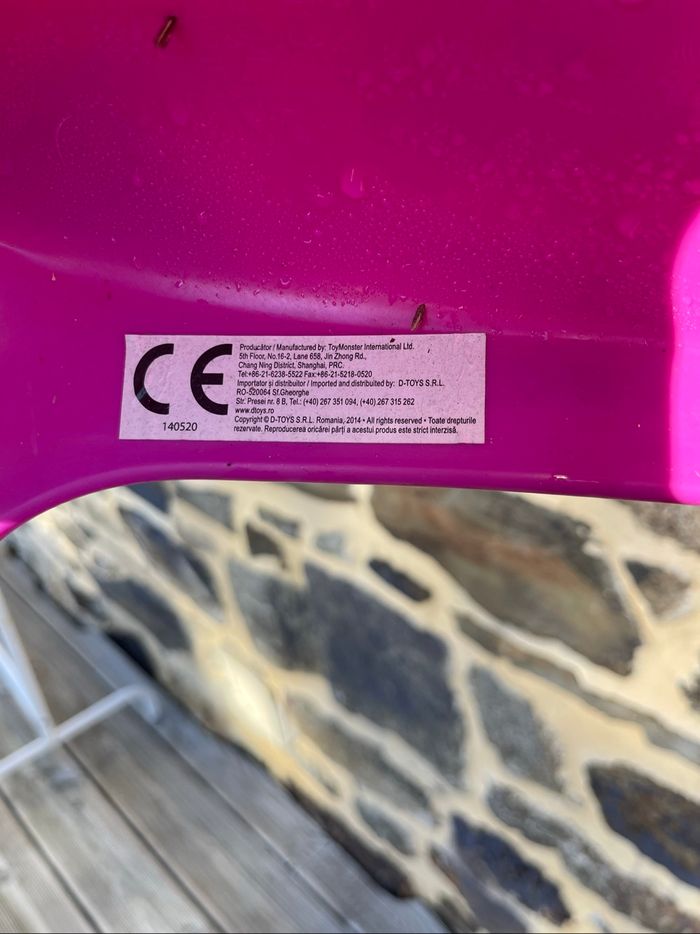 CE
140520
Producător / Manufactured by: ToyMonster International Ltd.
5th Floor, No.16-2, Lane 658, Jin Zhong Rd.,
Chang Ning District, Shanghai, PRC.
Tel:+86-21-6238-5522 Fax:+86-21-5218-0520
Importator și distribuitor / Imported and distribuited by: D-TOYS S.R.L.
RO-520064 Sf.Gheorghe
Str. Presei nr. 8 B, Tel.: (+40) 267 351 094, (+40) 267 315 262
www.dtoys.ro
Copyright © D-TOYS S.R.L. Romania, 2014 • All rights reserved • Toate drepturile
rezervate. Reproducerea oricărei părți a acestui produs este strict interzisă.